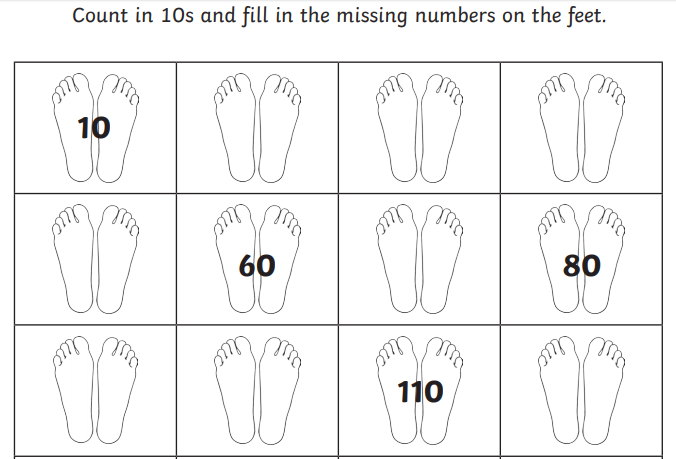 Count in 10s and fill in the missing numbers on the feet.
10
60 80
110